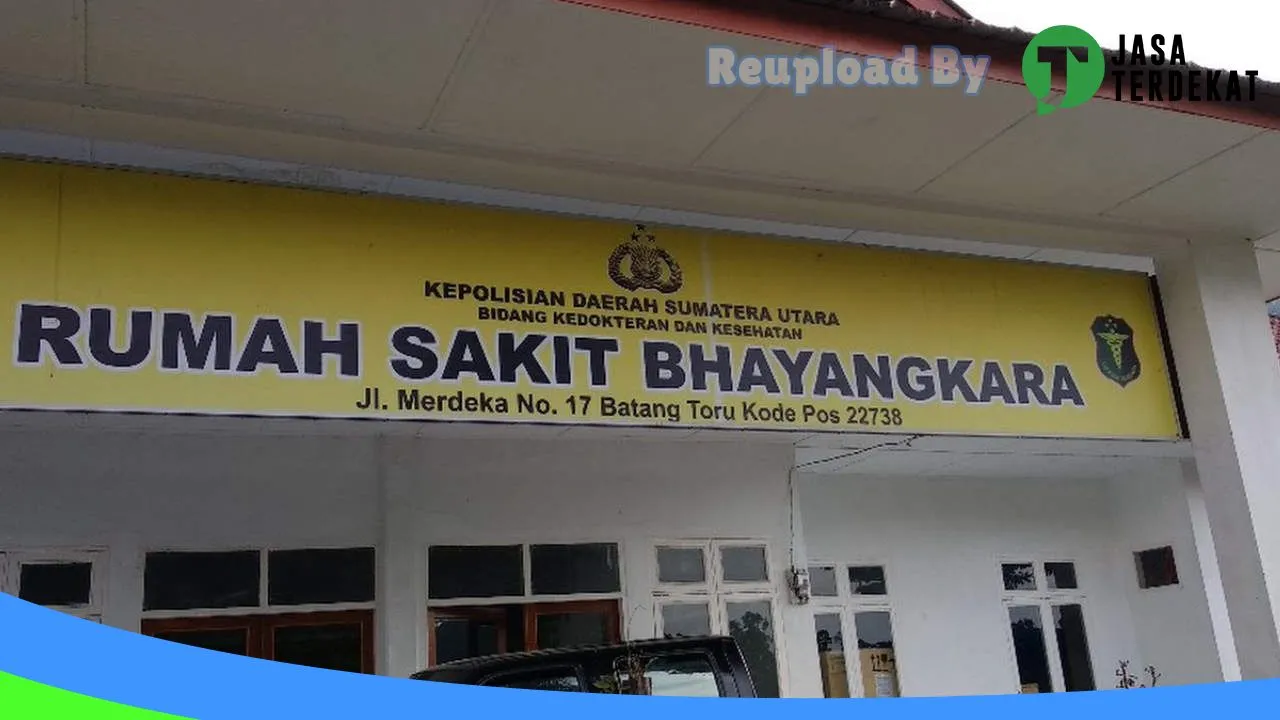 Reupload By
JASA
TERDEKAT
KEPOLISIAN DAERAH SUMATERA UTARA
BIDANG KEDOKTERAN DAN KESEHATAN
RUMAH SAKIT BHAYANGKARA
Jl. Merdeka No. 17 Batang Toru Kode Pos 22738